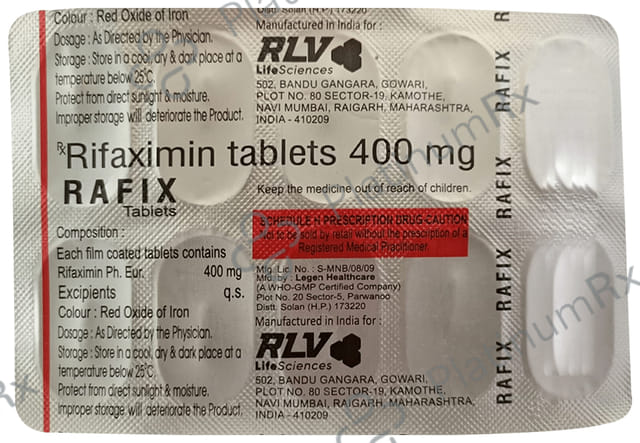 Colour : Red Oxide of Iron
Dosage : As Directed by the Physician.
Storage : Store in a cool, dry & dark place at a
temperature below 25°C.
Protect from direct sunlight & moisture.
Improper storage will deteriorate the Product.
Distt. Solan (H.P.) 173220
Manufactured in India for :
RLV
LifeSciences
502, BANDU GANGARA, GOWARI,
PLOT NO. 80 SECTOR-19, KAMOTHE,
NAVI MUMBAI, RAIGARH, MAHARASHTRA,
INDIA - 410209
Rx Rifaximin tablets 400 mg
RAFIX
Tablets
Keep the medicine out of reach of children.
Composition :
Each film coated tablets contains
Rifaximin Ph. Eur. 400 mg
Excipients q.s.
Colour : Red Oxide of Iron
Dosage : As Directed by the Physician.
Storage : Store in a cool, dry & dark place at a
temperature below 25°C.
Protect from direct sunlight & moisture.
Improper storage will deteriorate the Product.
SCHEDULE H PRESCRIPTION DRUG-CAUTION
Not to be sold by retail without the prescription of a
Registered Medical Practitioner.
Mfg. Lic. No. : S-MNB/08/09
Mfd. by : Legen Healthcare
(A WHO-GMP Certified Company)
Plot No. 20 Sector-5, Parwanoo
Distt. Solan (H.P.) 173220
Manufactured in India for :
RLV
LifeSciences
502, BANDU GANGARA, GOWARI,
PLOT NO. 80 SECTOR-19, KAMOTHE,
NAVI MUMBAI, RAIGARH, MAHARASHTRA,
INDIA - 410209
RAFIX
RAFIX
RAFIX
RAFIX
RAFIX
PlatinumRx
PlatinumRx